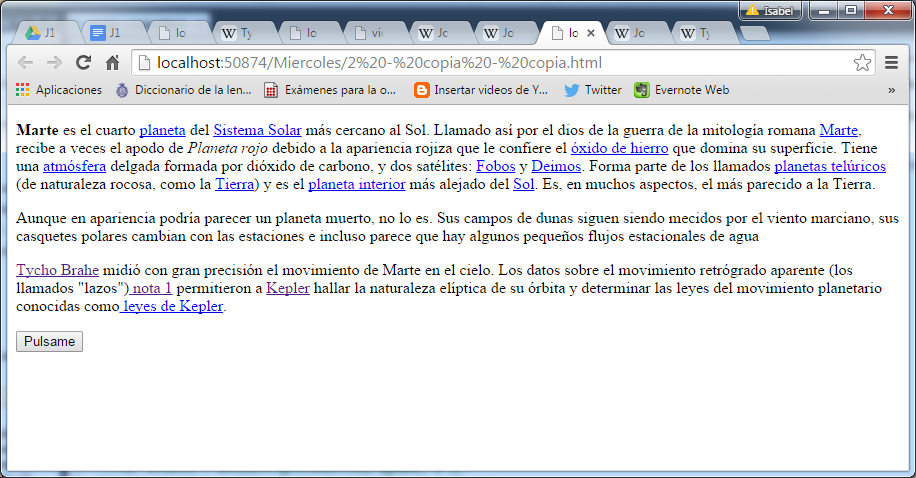 Isabel
J1
J1
lo
Ty
lo
vi
Jo
Jo
lo
Jo
Ty
localhost:50874/Miercoles/2%20-%20copia%20-%20copia.html
Aplicaciones
Diccionario de la len...
Exámenes para la o...
Insertar videos de Y...
Twitter
Evernote Web
»
Marte es el cuarto planeta del Sistema Solar más cercano al Sol. Llamado así por el dios de la guerra de la mitología romana Marte,
recibe a veces el apodo de Planeta rojo debido a la apariencia rojiza que le confiere el óxido de hierro que domina su superficie. Tiene
una atmósfera delgada formada por dióxido de carbono, y dos satélites: Fobos y Deimos. Forma parte de los llamados planetas telúricos
(de naturaleza rocosa, como la Tierra) y es el planeta interior más alejado del Sol. Es, en muchos aspectos, el más parecido a la Tierra.
Aunque en apariencia podría parecer un planeta muerto, no lo es. Sus campos de dunas siguen siendo mecidos por el viento marciano, sus
casquetes polares cambian con las estaciones e incluso parece que hay algunos pequeños flujos estacionales de agua
Tycho Brahe midió con gran precisión el movimiento de Marte en el cielo. Los datos sobre el movimiento retrógrado aparente (los
llamados "lazos") nota 1 permitieron a Kepler hallar la naturaleza elíptica de su órbita y determinar las leyes del movimiento planetario
conocidas como leyes de Kepler.
Pulsame